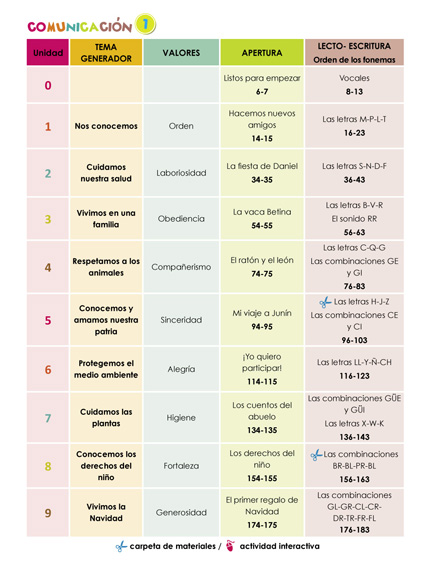 COMUNICACIÓN 1
Unidad
TEMA
GENERADOR
VALORES
APERTURA
LECTO- ESCRITURA
Orden de los fonemas
0
Listos para empezar
6-7
Vocales
8-13
1
Nos conocemos
Orden
Hacemos nuevos
amigos
14-15
Las letras M-P-L-T
16-23
2
Cuidamos
nuestra salud
Laboriosidad
La fiesta de Daniel
34-35
Las letras S-N-D-F
36-43
3
Vivimos en una
familia
Obediencia
La vaca Betina
54-55
Las letras B-V-R
El sonido RR
56-63
4
Respetamos a los
animales
Compañerismo
El ratón y el león
74-75
Las letras C-Q-G
Las combinaciones GE
y GI
76-83
5
Conocemos y
amamos nuestra
patria
Sinceridad
Mi viaje a Junín
94-95
Las letras H-J-Z
Las combinaciones CE
y CI
96-103
6
Protegemos el
medio ambiente
Alegría
¡Yo quiero
participar!
114-115
Las letras LL-Y-Ñ-CH
116-123
7
Cuidamos las
plantas
Higiene
Los cuentos del
abuelo
134-135
Las combinaciones GÜE
y GÜI
Las letras X-W-K
136-143
8
Conocemos los
derechos del
niño
Fortaleza
Los derechos del
niño
154-155
Las combinaciones
BR-BL-PR-BL
156-163
9
Vivimos la
Navidad
Generosidad
El primer regalo de
Navidad
174-175
Las combinaciones
GL-GR-CL-CR-
DR-TR-FR-FL
176-183
carpeta de materiales / actividad interactiva